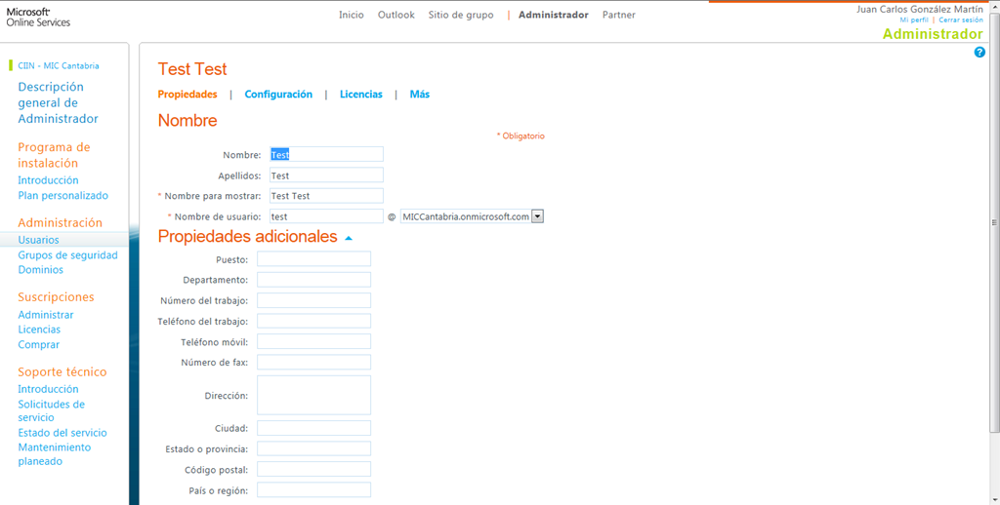 Microsoft®
Online Services
Inicio Outlook Sitio de grupo | Administrador Partner
Juan Carlos González Martín
Mi perfil | Cerrar sesión
Administrador
?
CIIN - MIC Cantabria
Descripción
general de
Administrador
Programa de
instalación
Introducción
Plan personalizado
Administración
Usuarios
Grupos de seguridad
Dominios
Suscripciones
Administrar
Licencias
Comprar
Soporte técnico
Introducción
Solicitudes de
servicio
Estado del servicio
Mantenimiento
planeado
Test Test
Propiedades | Configuración | Licencias | Más
Nombre
* Obligatorio
Nombre: Test
Apellidos: Test
* Nombre para mostrar: Test Test
* Nombre de usuario: test @ MICCantabria.onmicrosoft.com
Propiedades adicionales
Puesto:
Departamento:
Número del trabajo:
Teléfono del trabajo:
Teléfono móvil:
Número de fax:
Dirección:
Ciudad:
Estado o provincia:
Código postal:
País o región: